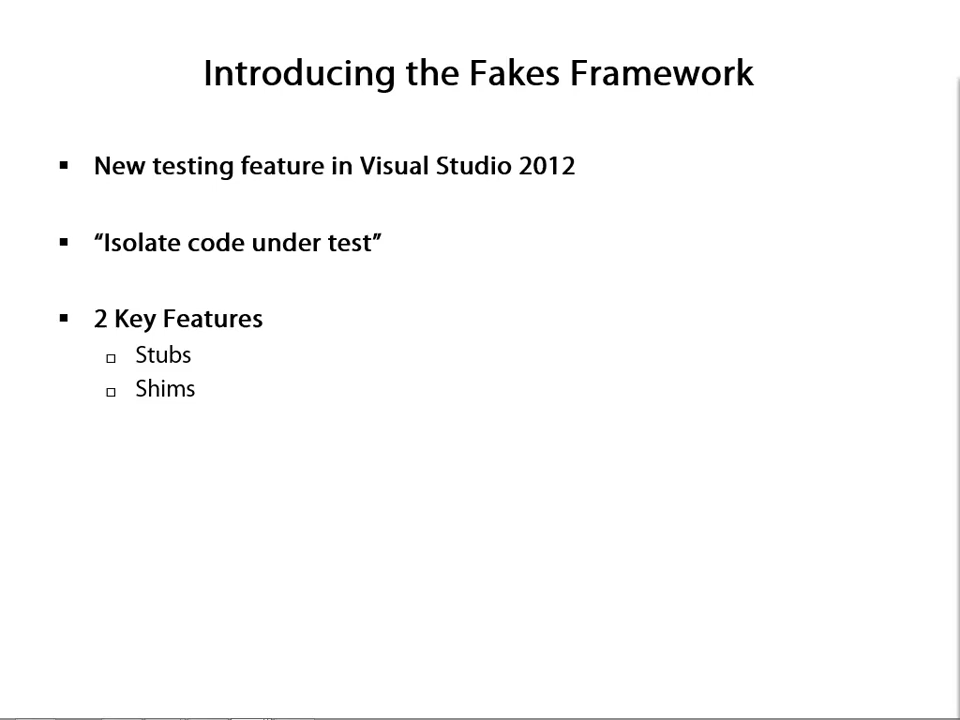 Introducing the Fakes Framework
▪ New testing feature in Visual Studio 2012
▪ “Isolate code under test”
▪ 2 Key Features
▫ Stubs
▫ Shims